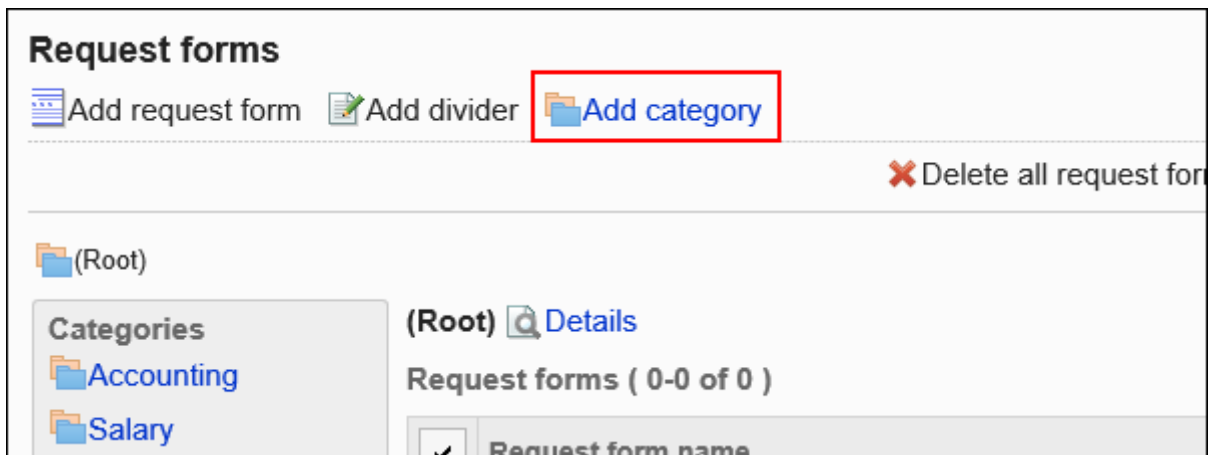 Request forms
Add request form Add divider Add category
Delete all request for
(Root)
Categories
Accounting
Salary
(Root) Details
Request forms ( 0-0 of 0 )
Request form name